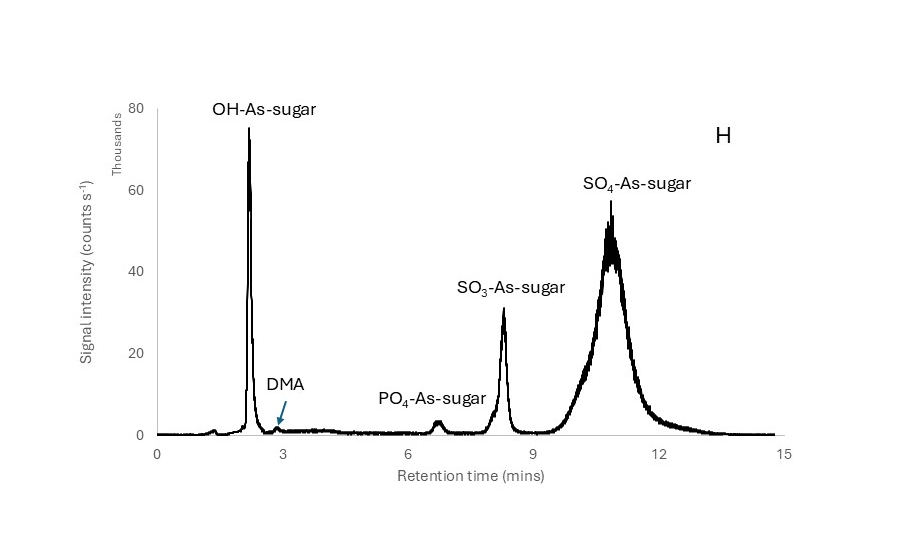 OH-As-sugar
80
Thousands
H
60
SO₄-As-sugar
Signal intensity (counts s⁻¹)
40
SO₃-As-sugar
20
DMA
PO₄-As-sugar
0
0 3 6 9 12 15
Retention time (mins)